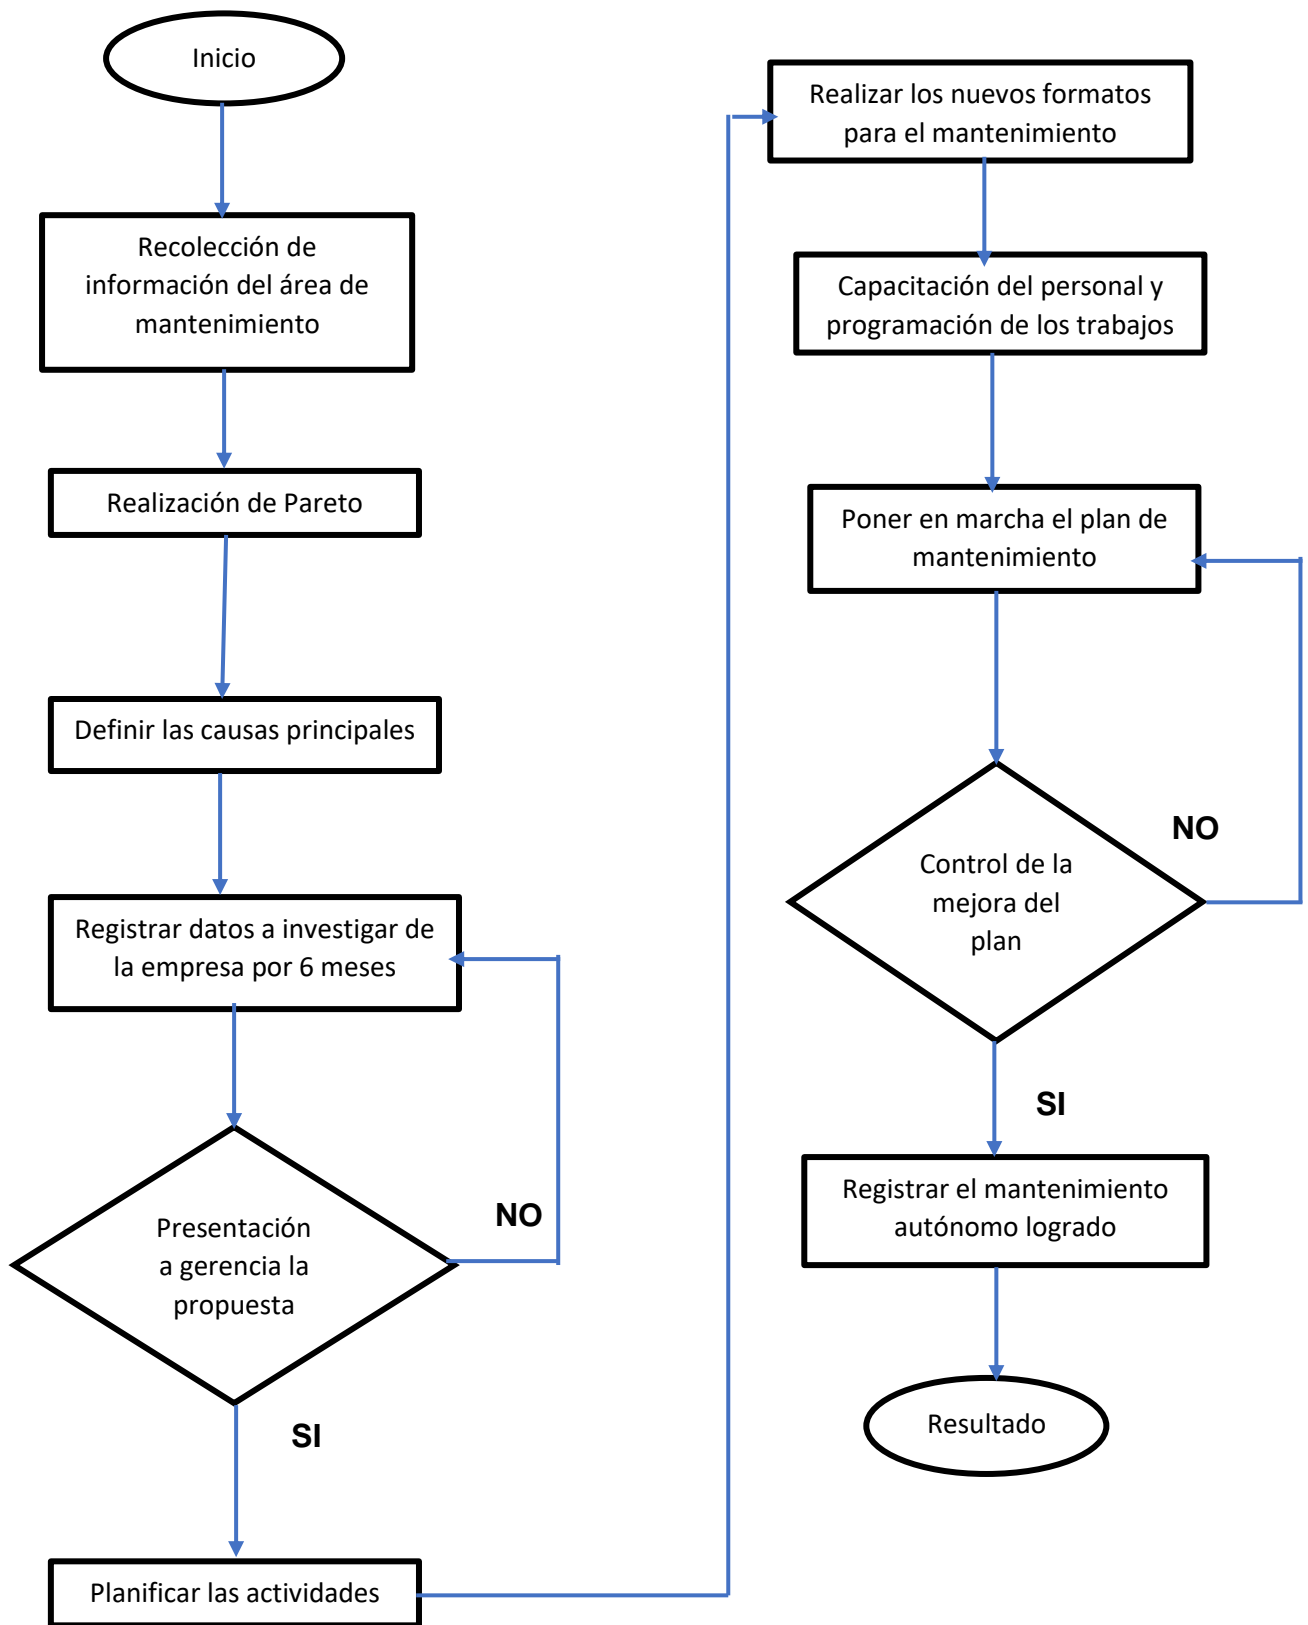 Inicio
Recolección de
información del área de
mantenimiento
Realización de Pareto
Definir las causas principales
Registrar datos a investigar de
la empresa por 6 meses
Presentación
a gerencia la
propuesta
NO
SI
Planificar las actividades
Realizar los nuevos formatos
para el mantenimiento
Capacitación del personal y
programación de los trabajos
Poner en marcha el plan de
mantenimiento
Control de la
mejora del
plan
NO
SI
Registrar el mantenimiento
autónomo logrado
Resultado